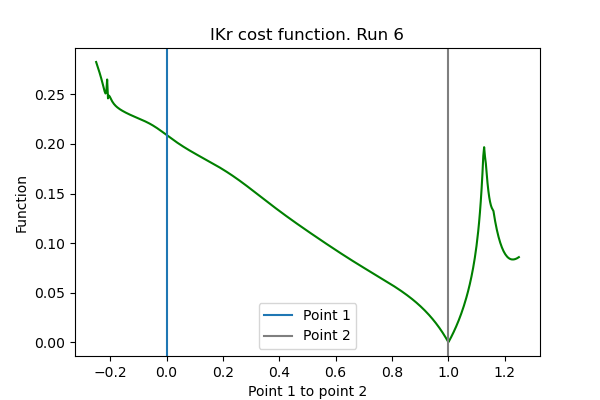 IKr cost function. Run 6
Function
0.25
0.20
0.15
0.10
0.05
0.00
Point 1
Point 2
−0.2 0.0 0.2 0.4 0.6 0.8 1.0 1.2
Point 1 to point 2